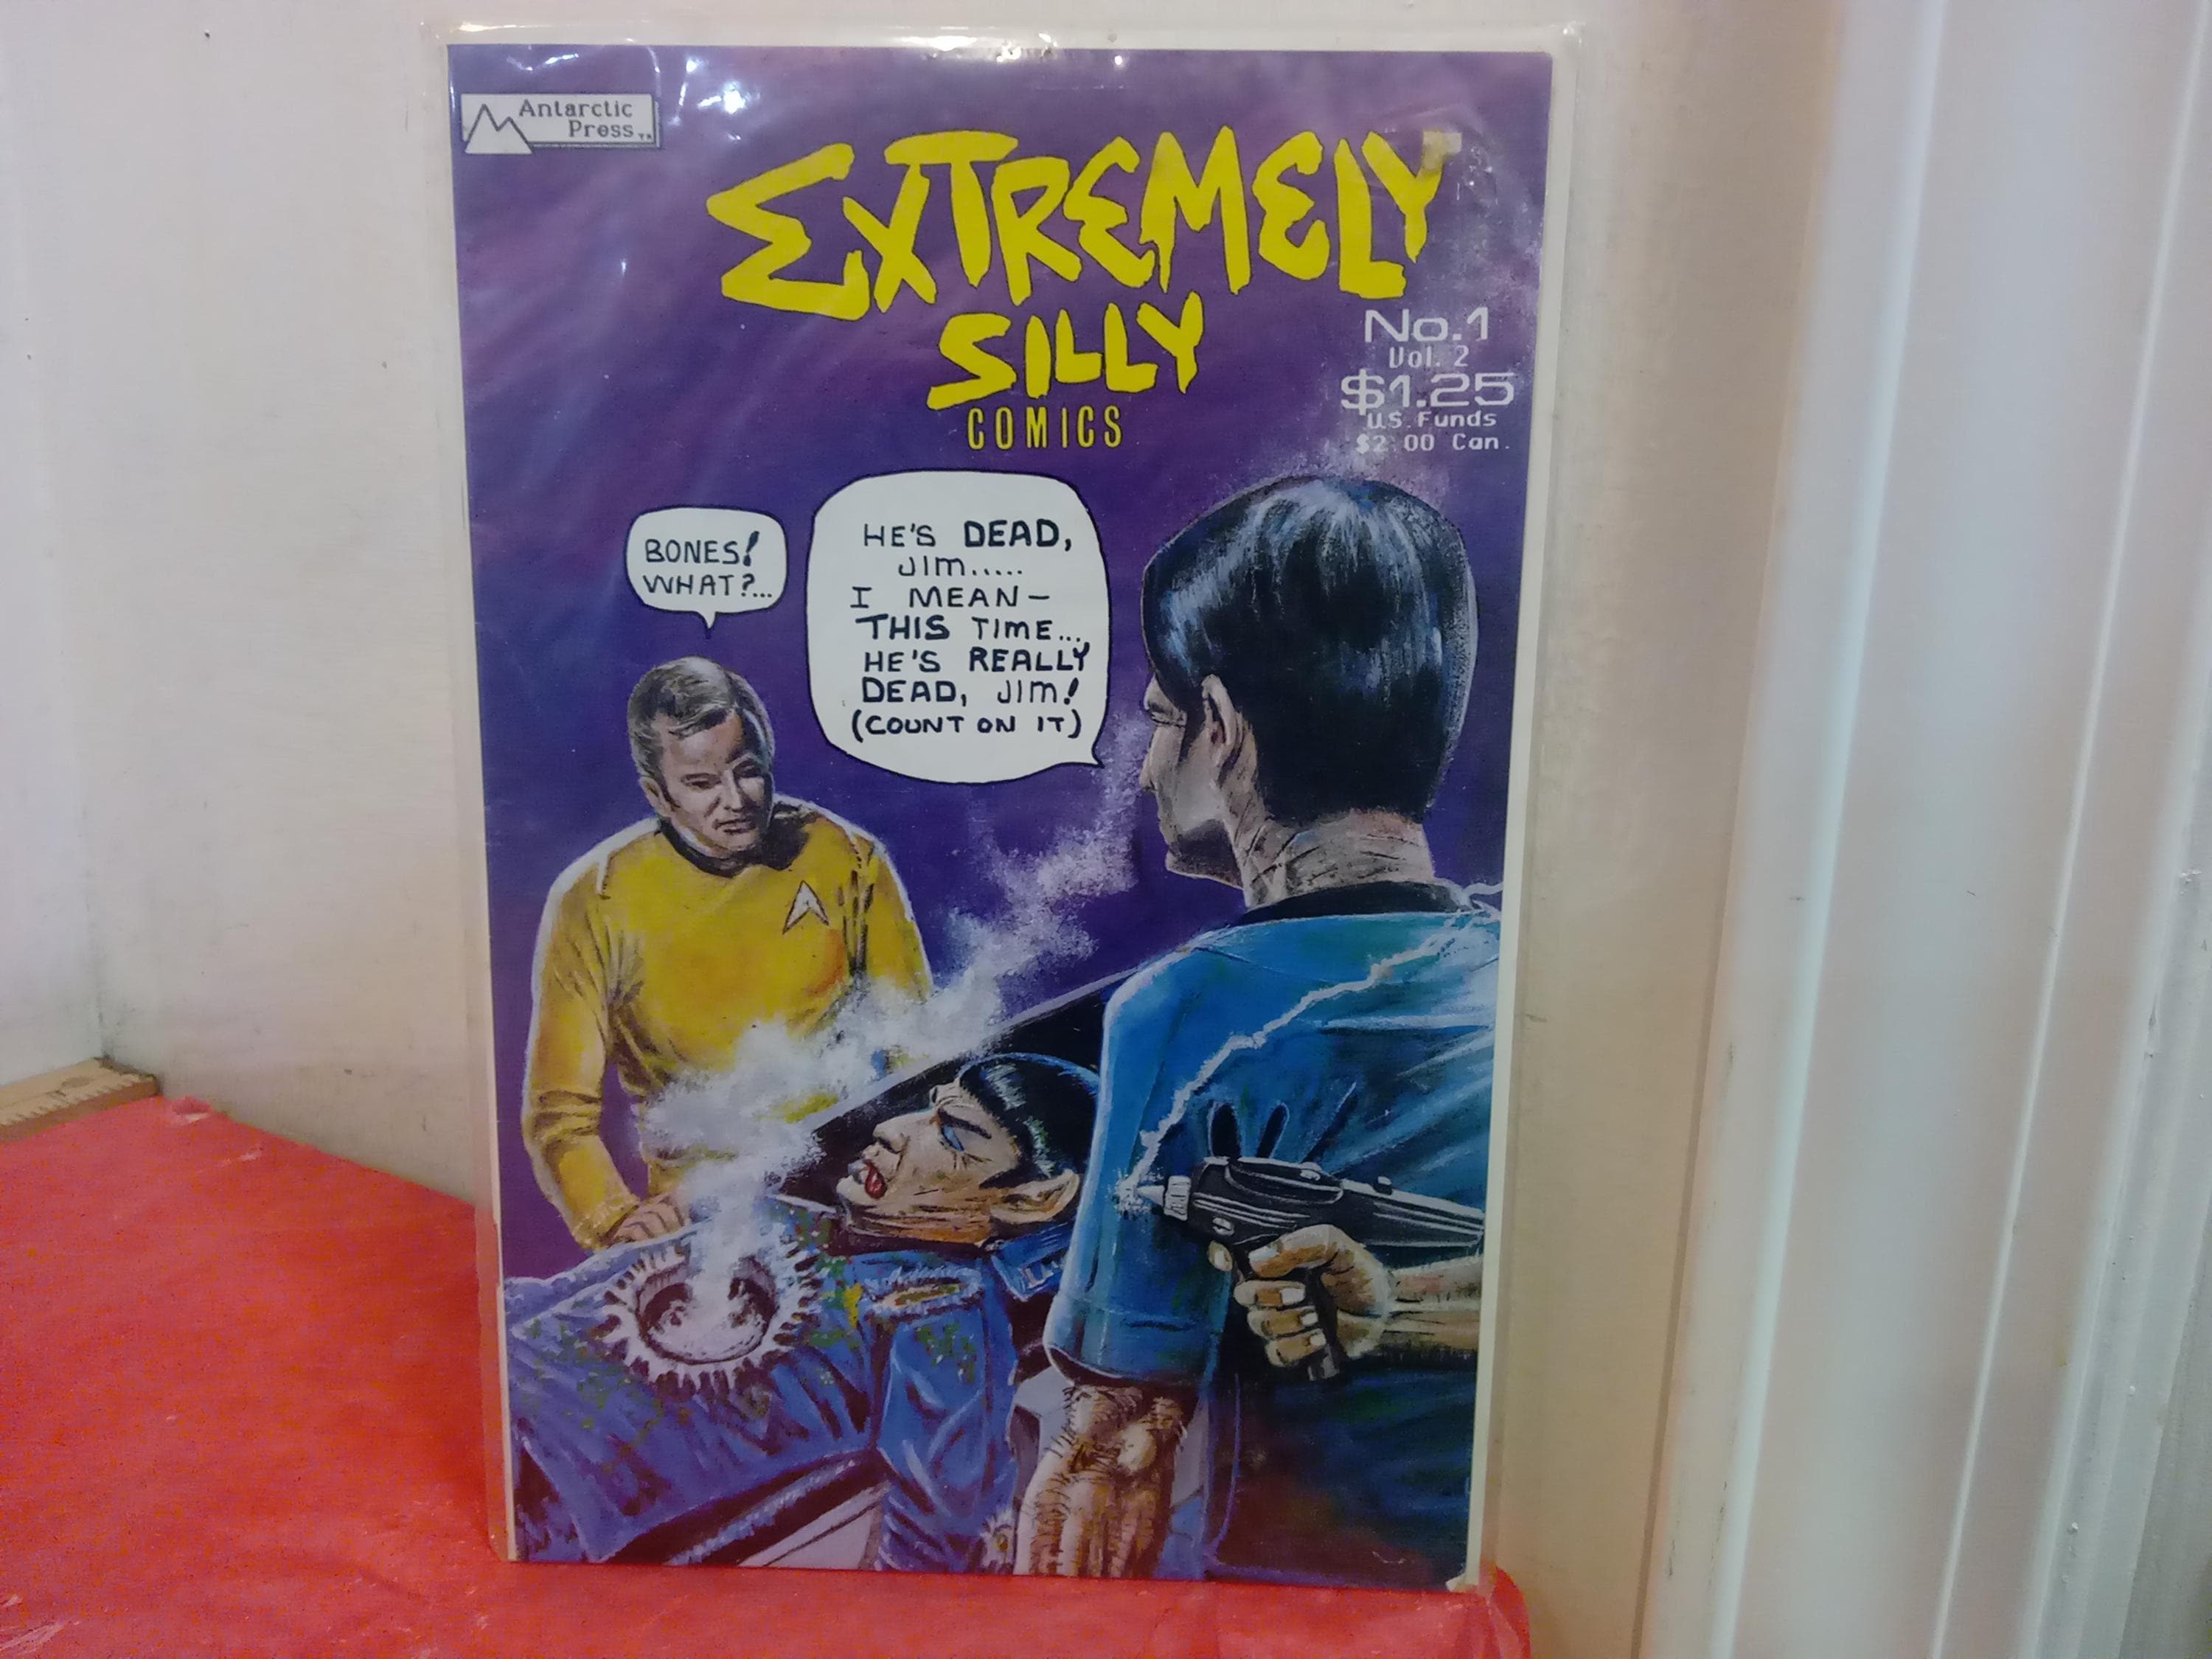 Antarctic
Press TM
EXTREMELY
SILLY
COMICS
No.1
Vol. 2
$1.25
U.S. Funds
$2.00 Can.
BONES!
WHAT?...
HE'S DEAD,
JIM.....
I MEAN—
THIS TIME...
HE'S REALLY
DEAD, JIM!
(COUNT ON IT)